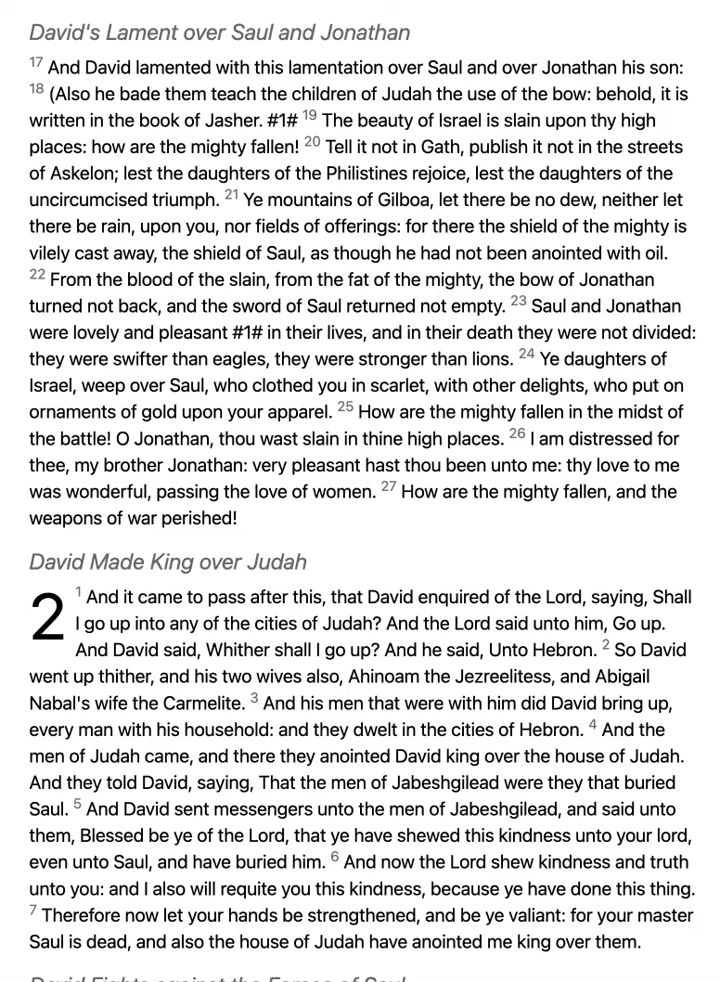 David's Lament over Saul and Jonathan
17 And David lamented with this lamentation over Saul and over Jonathan his son:
18 (Also he bade them teach the children of Judah the use of the bow: behold, it is
written in the book of Jasher. #1# 19 The beauty of Israel is slain upon thy high
places: how are the mighty fallen! 20 Tell it not in Gath, publish it not in the streets
of Askelon; lest the daughters of the Philistines rejoice, lest the daughters of the
uncircumcised triumph. 21 Ye mountains of Gilboa, let there be no dew, neither let
there be rain, upon you, nor fields of offerings: for there the shield of the mighty is
vilely cast away, the shield of Saul, as though he had not been anointed with oil.
22 From the blood of the slain, from the fat of the mighty, the bow of Jonathan
turned not back, and the sword of Saul returned not empty. 23 Saul and Jonathan
were lovely and pleasant #1# in their lives, and in their death they were not divided:
they were swifter than eagles, they were stronger than lions. 24 Ye daughters of
Israel, weep over Saul, who clothed you in scarlet, with other delights, who put on
ornaments of gold upon your apparel. 25 How are the mighty fallen in the midst of
the battle! O Jonathan, thou wast slain in thine high places. 26 I am distressed for
thee, my brother Jonathan: very pleasant hast thou been unto me: thy love to me
was wonderful, passing the love of women. 27 How are the mighty fallen, and the
weapons of war perished!
David Made King over Judah
2 1 And it came to pass after this, that David enquired of the Lord, saying, Shall
I go up into any of the cities of Judah? And the Lord said unto him, Go up.
And David said, Whither shall I go up? And he said, Unto Hebron. 2 So David
went up thither, and his two wives also, Ahinoam the Jezreelitess, and Abigail
Nabal's wife the Carmelite. 3 And his men that were with him did David bring up,
every man with his household: and they dwelt in the cities of Hebron. 4 And the
men of Judah came, and there they anointed David king over the house of Judah.
And they told David, saying, That the men of Jabeshgilead were they that buried
Saul. 5 And David sent messengers unto the men of Jabeshgilead, and said unto
them, Blessed be ye of the Lord, that ye have shewed this kindness unto your lord,
even unto Saul, and have buried him. 6 And now the Lord shew kindness and truth
unto you: and I also will requite you this kindness, because ye have done this thing.
7 Therefore now let your hands be strengthened, and be ye valiant: for your master
Saul is dead, and also the house of Judah have anointed me king over them.
David Fights against the Forces of Saul